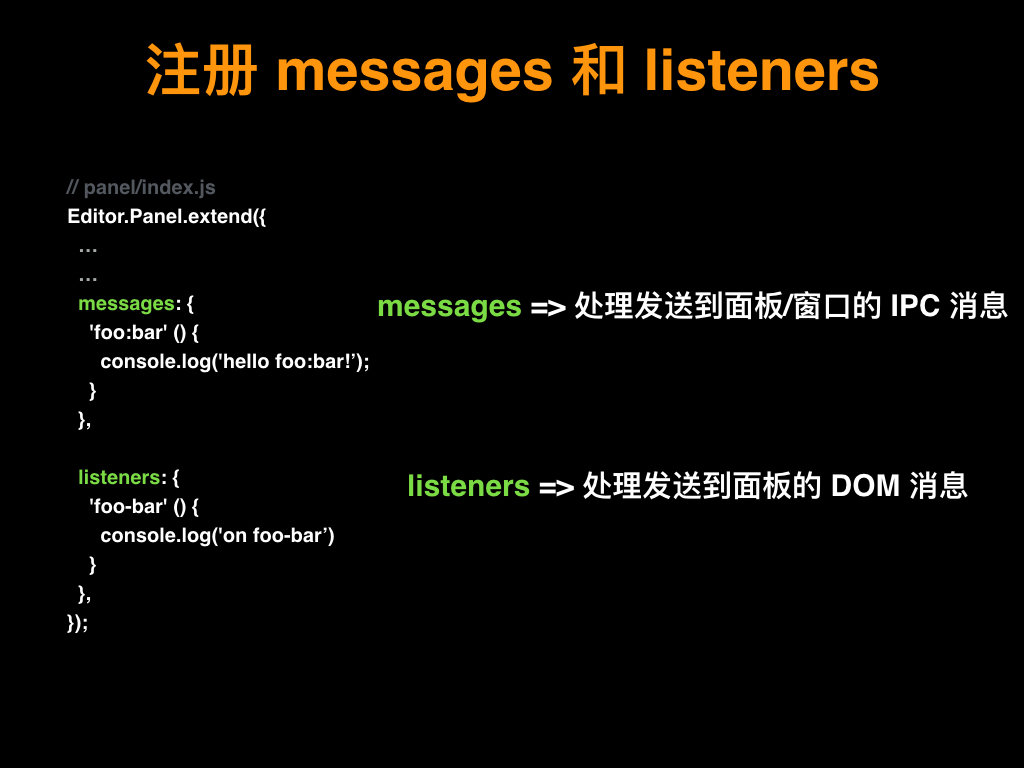 注册 messages 和 listeners
// panel/index.js
Editor.Panel.extend({
…
…
messages: {
messages => 处理发送到面板/窗口的 IPC 消息
'foo:bar' () {
console.log('hello foo:bar!’);
}
},
listeners: {
listeners => 处理发送到面板的 DOM 消息
'foo-bar' () {
console.log('on foo-bar’)
}
},
});